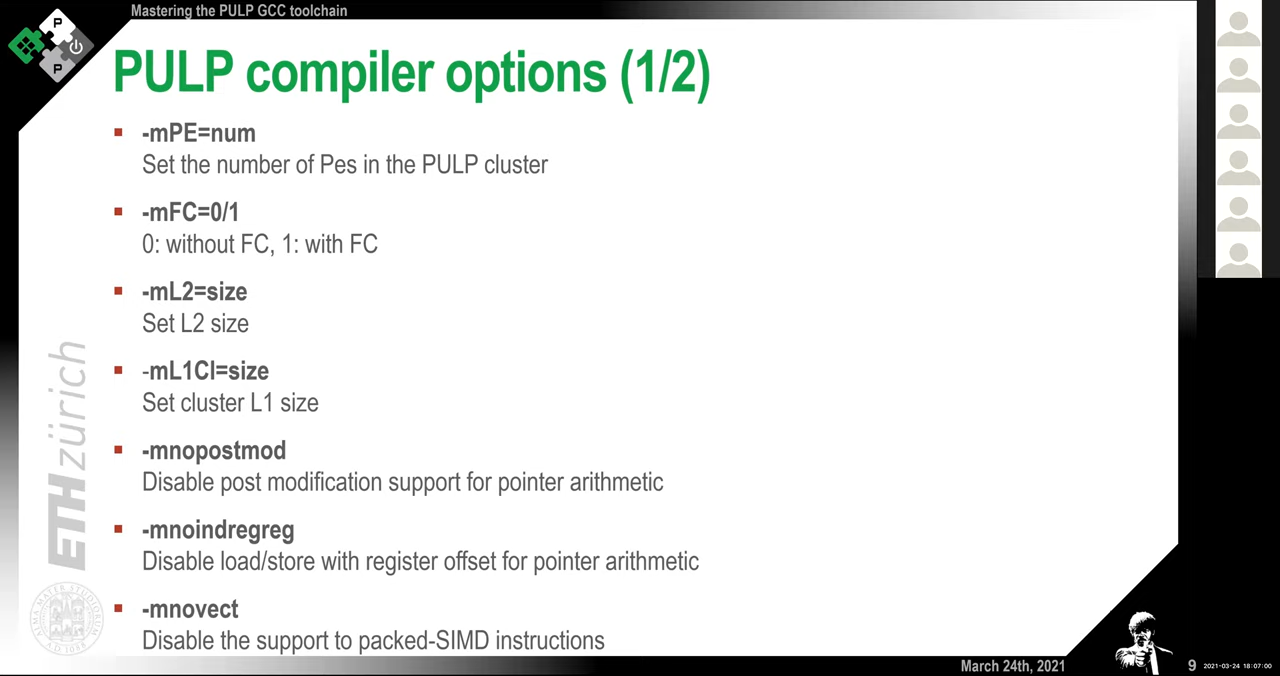 Mastering the PULP GCC toolchain
P
P
PULP compiler options (1/2)
-mPE=num
Set the number of Pes in the PULP cluster
-mFC=0/1
0: without FC, 1: with FC
-mL2=size
Set L2 size
-mL1Cl=size
Set cluster L1 size
-mnopostmod
Disable post modification support for pointer arithmetic
-mnoindregreg
Disable load/store with register offset for pointer arithmetic
-mnovect
Disable the support to packed-SIMD instructions
ETH zürich
ALMA MATER STUDIORUM
A.D. 1088
March 24th, 2021
9
2021-03-24 18:07:00